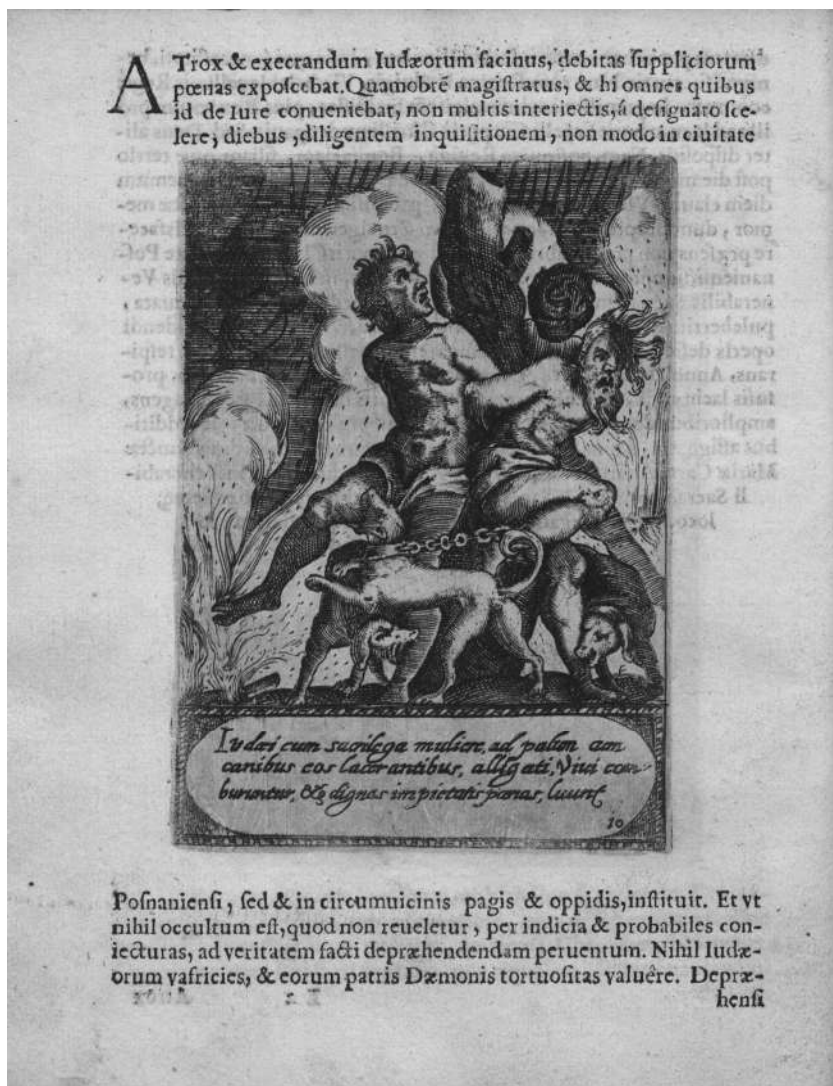 ATrox & execrandum Iudæorum facinus, debitas ſuppliciorum
pœnas expoſcebat. Quamobrē magiſtratus, & hi omnes quibus
id de Iure conueniebat, non multis interiectis, á deſignato ſce-
lere, diebus, diligentem inquiſitionem, non modo in ciuitate
Iudæi cum sacrilega muliere, ad palum cum
canibus eos lacerantibus, alligati, Viui com-
buruntur, & dignas impietatis pœnas, luunt
10
Poſnanienſi, ſed & in circumuicinis pagis & oppidis, inſtituit. Et vt
nihil occultum eſt, quod non reueletur, per indicia & probabiles con-
iecturas, ad veritatem facti depræhendendam peruentum. Nihil Iudæ-
orum vafricies, & eorum patris Dæmonis tortuoſitas valuêre. Depræ-
henſi